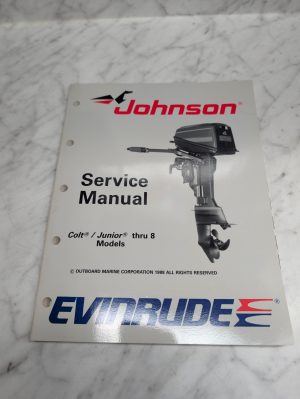 Johnson®
Service
Manual
Colt® / Junior® thru 8
Models
© OUTBOARD MARINE CORPORATION 1988 ALL RIGHTS RESERVED
EVINRUDE®